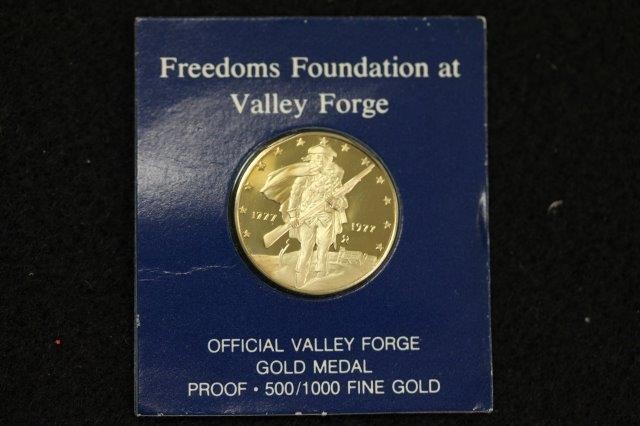 Freedoms Foundation at
Valley Forge
1777
1977
OFFICIAL VALLEY FORGE
GOLD MEDAL
PROOF • 500/1000 FINE GOLD